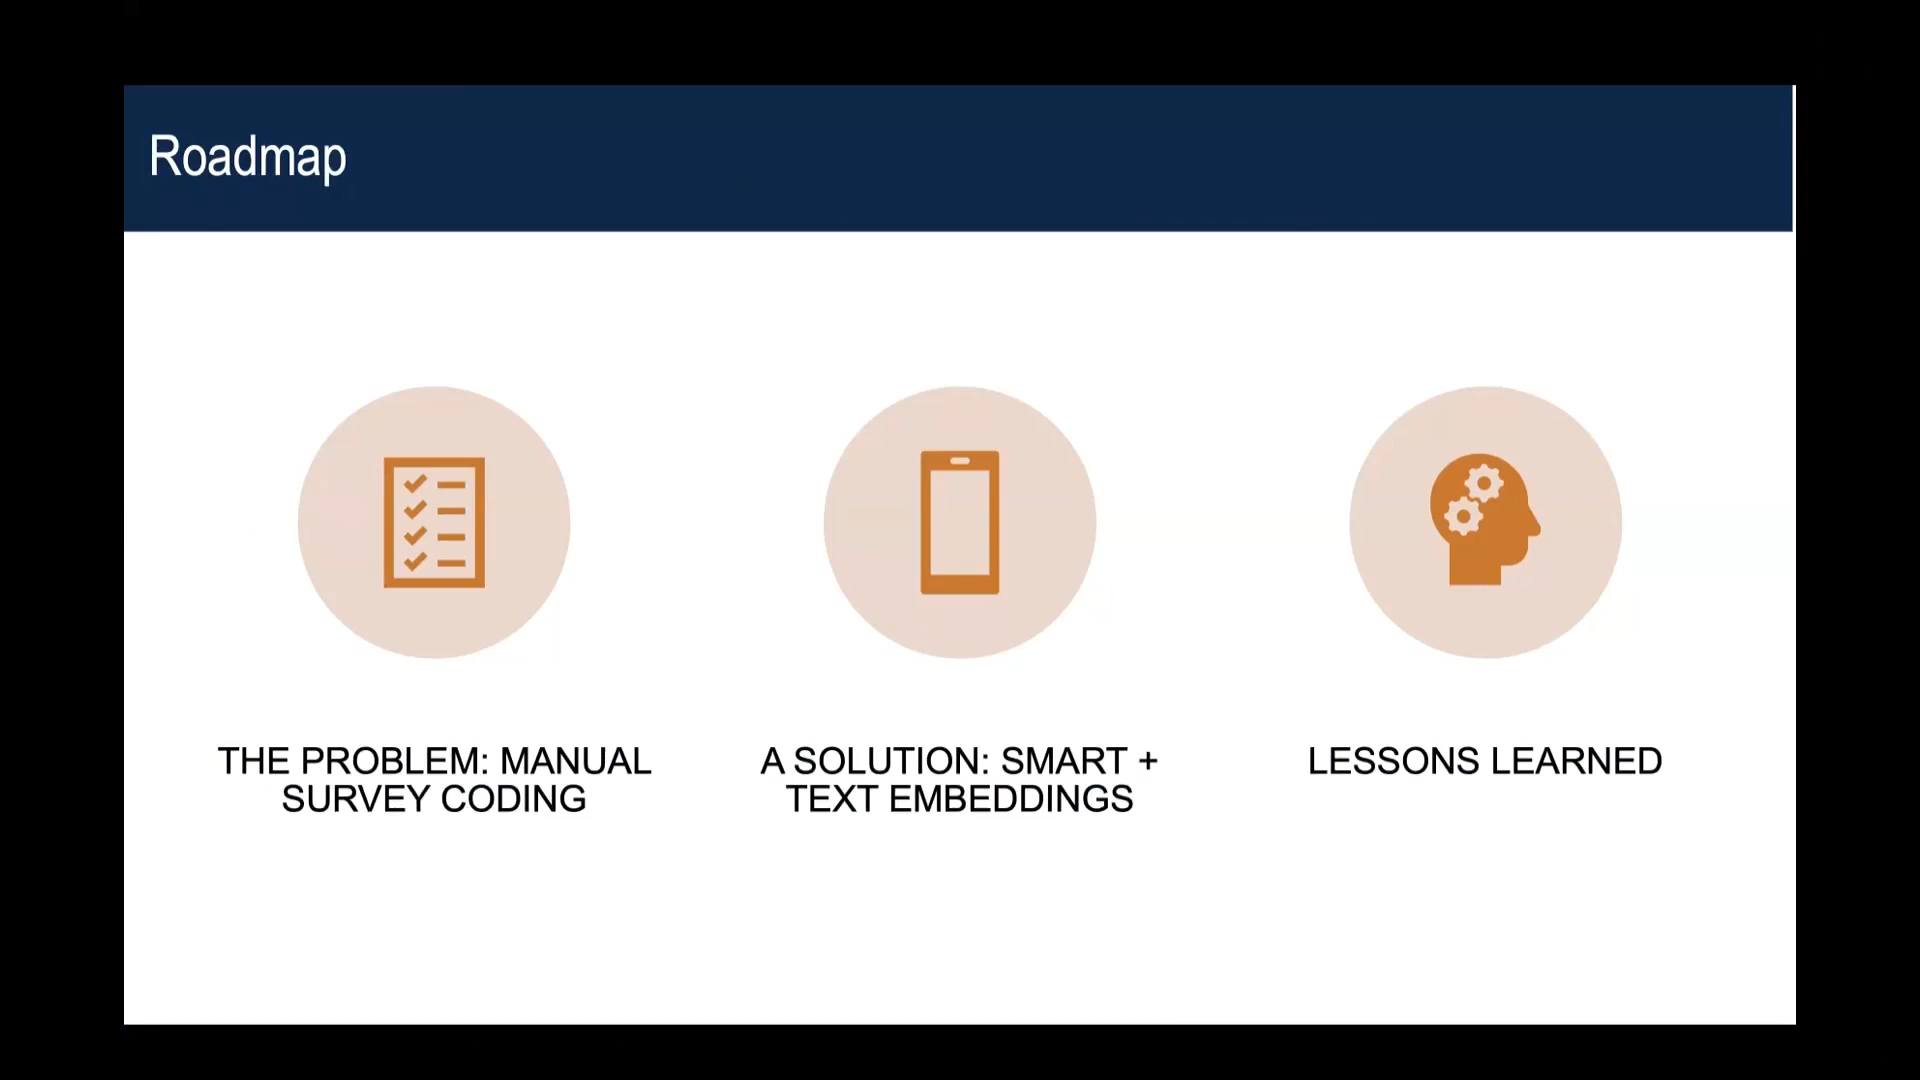 Roadmap
THE PROBLEM: MANUAL
SURVEY CODING
A SOLUTION: SMART +
TEXT EMBEDDINGS
LESSONS LEARNED